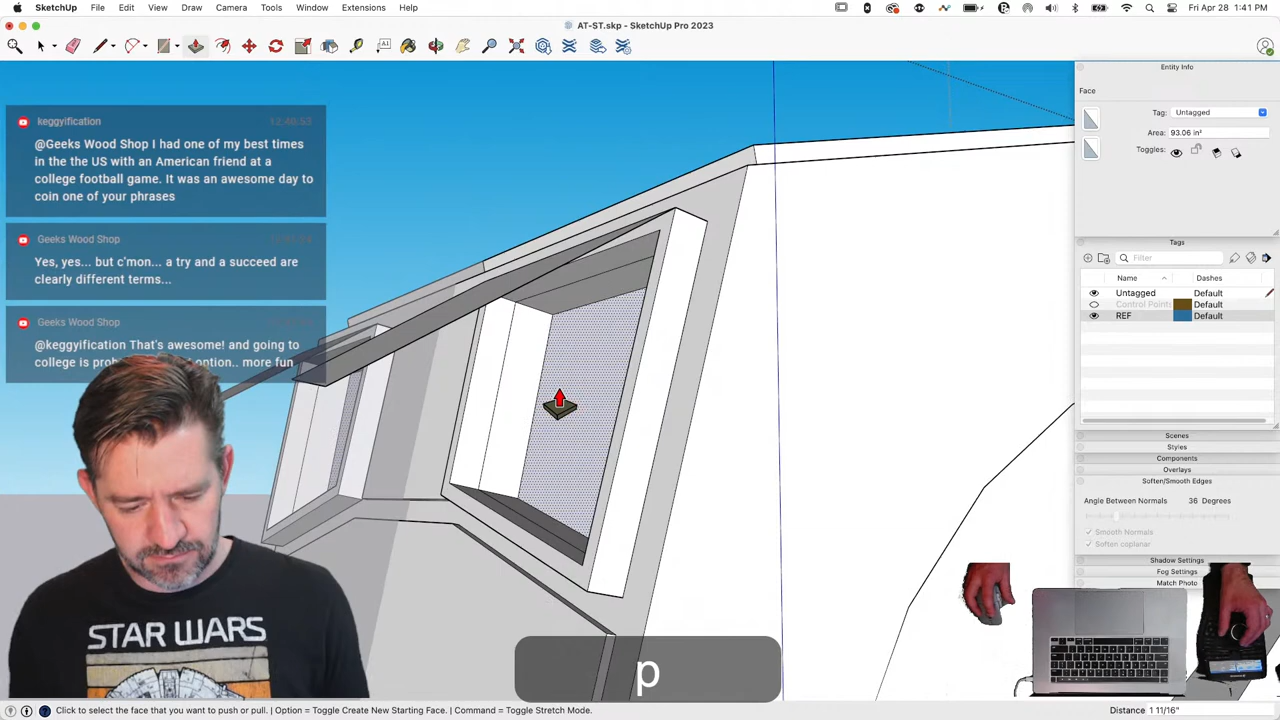 SketchUp File Edit View Draw Camera Tools Window Extensions Help
Fri Apr 28 1:41 PM
AT-ST.skp - SketchUp Pro 2023
keggyification
@Geeks Wood Shop I had one of my best times
in the the US with an American friend at a
college football game. It was an awesome day to
coin one of your phrases
Geeks Wood Shop
Yes, yes... but c'mon... a try and a succeed are
clearly different terms...
Geeks Wood Shop
@keggyification That's awesome! and going to
more fun
STAR WARS
p
Entity Info
Face
Tag: Untagged
Area: 93.06 in²
Toggles:
Tags
Filter
Name Dashes
Untagged Default
Control Points Default
REF Default
Scenes
Styles
Components
Overlays
Soften/Smooth Edges
Angle Between Normals 36 Degrees
Smooth Normals
Soften coplanar
Shadow Settings
Fog Settings
Match Photo
Click to select the face that you want to push or pull. | Option = Toggle Create New Starting Face. | Command = Toggle Stretch Mode.
Distance 1 11/16"